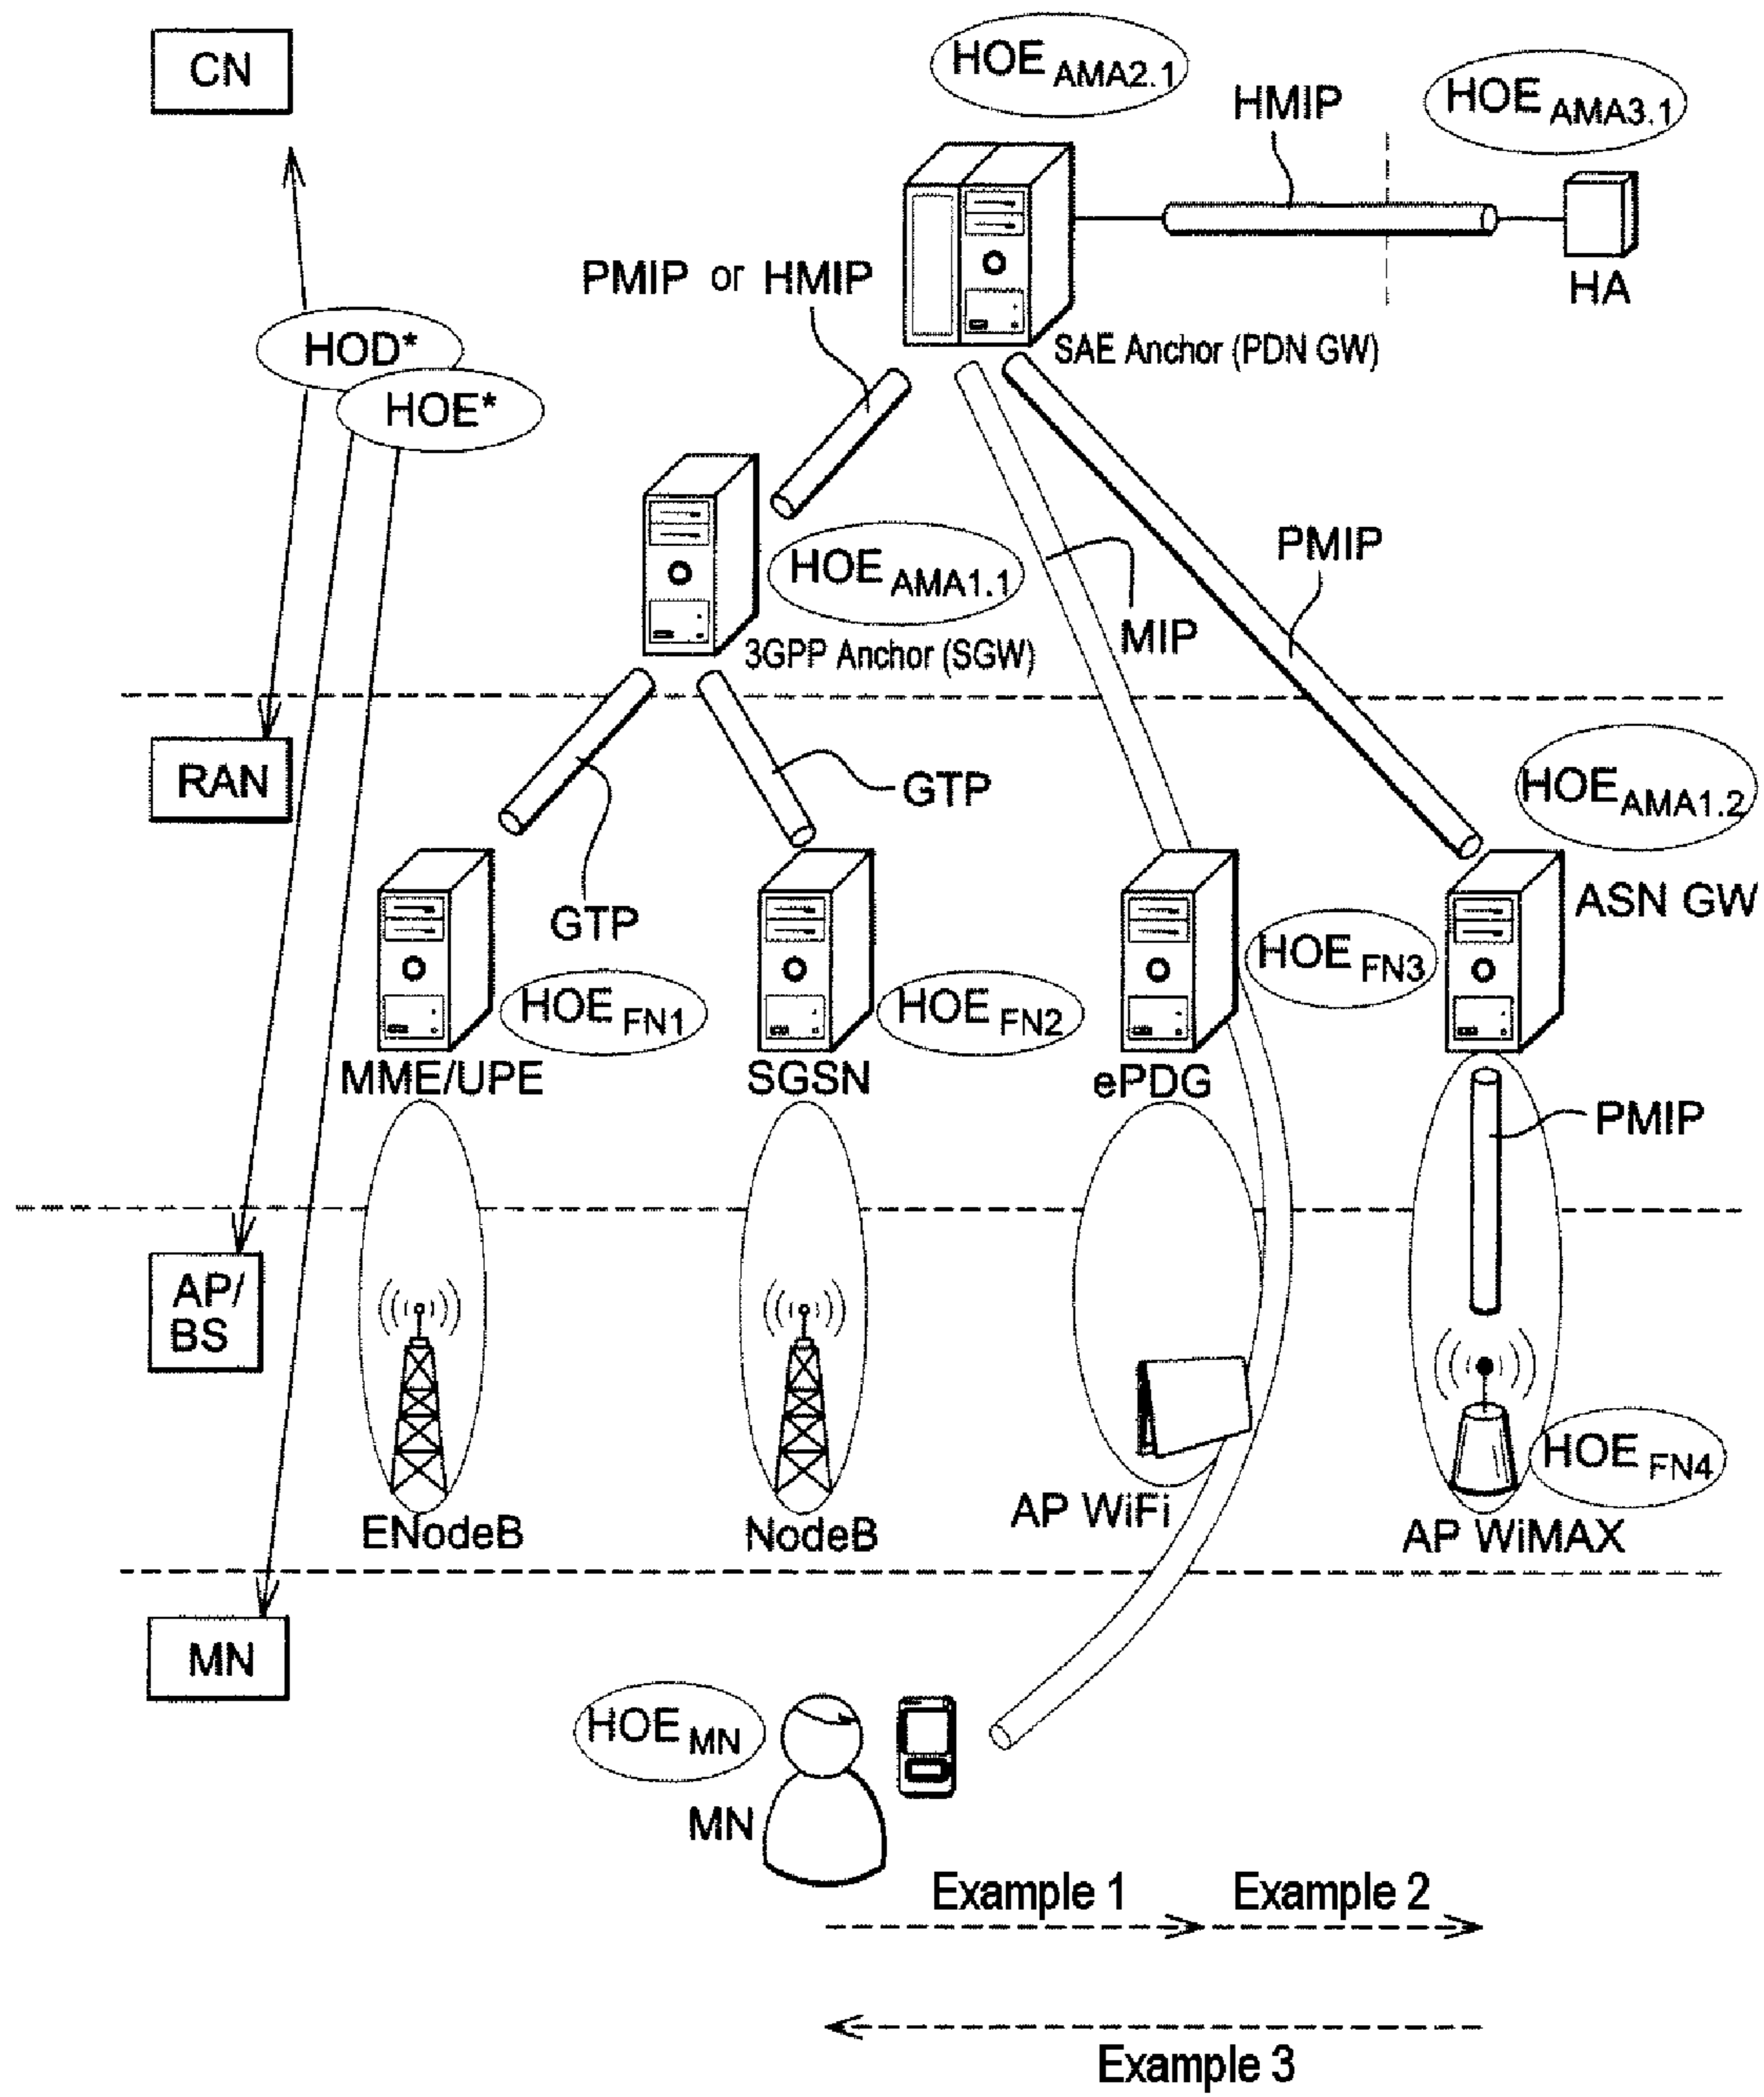 CN
HOE AMA2.1
HMIP
HOE AMA3.1
HA
PMIP or HMIP
SAE Anchor (PDN GW)
HOD*
HOE*
HOE AMA1.1
3GPP Anchor (SGW)
MIP
PMIP
RAN
GTP
GTP
HOE AMA1.2
ASN GW
HOE FN1
HOE FN2
HOE FN3
MME/UPE
SGSN
ePDG
PMIP
AP/
BS
HOE FN4
ENodeB
NodeB
AP WiFi
AP WiMAX
MN
HOE MN
MN
Example 1
Example 2
Example 3